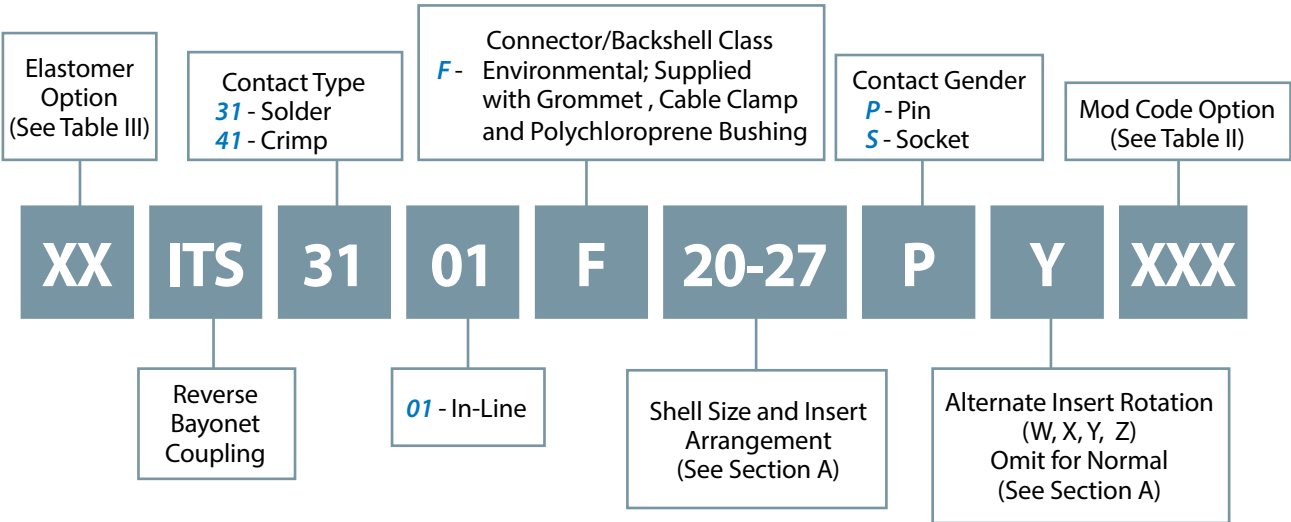 Elastomer
Option
(See Table III)
Contact Type
31 - Solder
41 - Crimp
Connector/Backshell Class
F - Environmental; Supplied
with Grommet , Cable Clamp
and Polychloroprene Bushing
Contact Gender
P - Pin
S - Socket
Mod Code Option
(See Table II)
XX ITS 31 01 F 20-27 P Y XXX
Reverse
Bayonet
Coupling
01 - In-Line
Shell Size and Insert
Arrangement
(See Section A)
Alternate Insert Rotation
(W, X, Y, Z)
Omit for Normal
(See Section A)